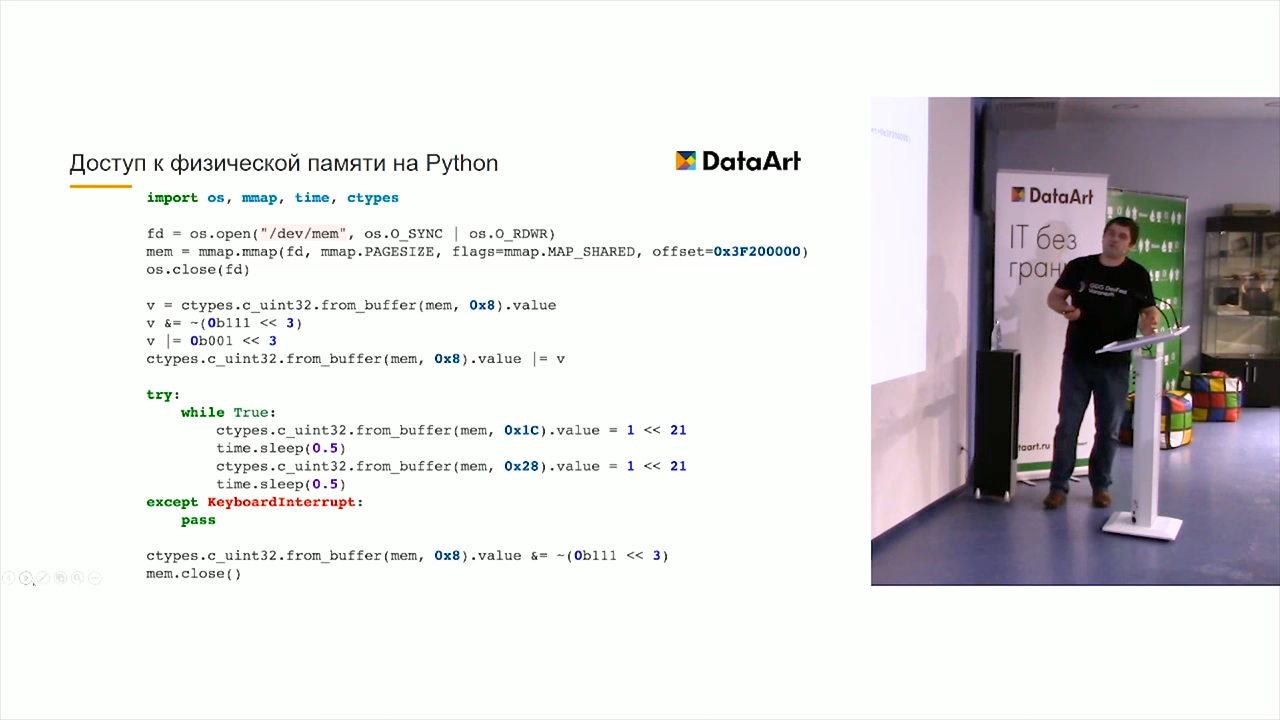 Доступ к физической памяти на Python
DataArt
import os, mmap, time, ctypes
fd = os.open("/dev/mem", os.O_SYNC | os.O_RDWR)
mem = mmap.mmap(fd, mmap.PAGESIZE, flags=mmap.MAP_SHARED, offset=0x3F200000)
os.close(fd)
v = ctypes.c_uint32.from_buffer(mem, 0x8).value
v &= ~(0b111 << 3)
v |= 0b001 << 3
ctypes.c_uint32.from_buffer(mem, 0x8).value |= v
try:
while True:
ctypes.c_uint32.from_buffer(mem, 0x1C).value = 1 << 21
time.sleep(0.5)
ctypes.c_uint32.from_buffer(mem, 0x28).value = 1 << 21
time.sleep(0.5)
except KeyboardInterrupt:
pass
ctypes.c_uint32.from_buffer(mem, 0x8).value &= ~(0b111 << 3)
mem.close()
DataArt
IT без
гран
GDG DevFest
taart.ru